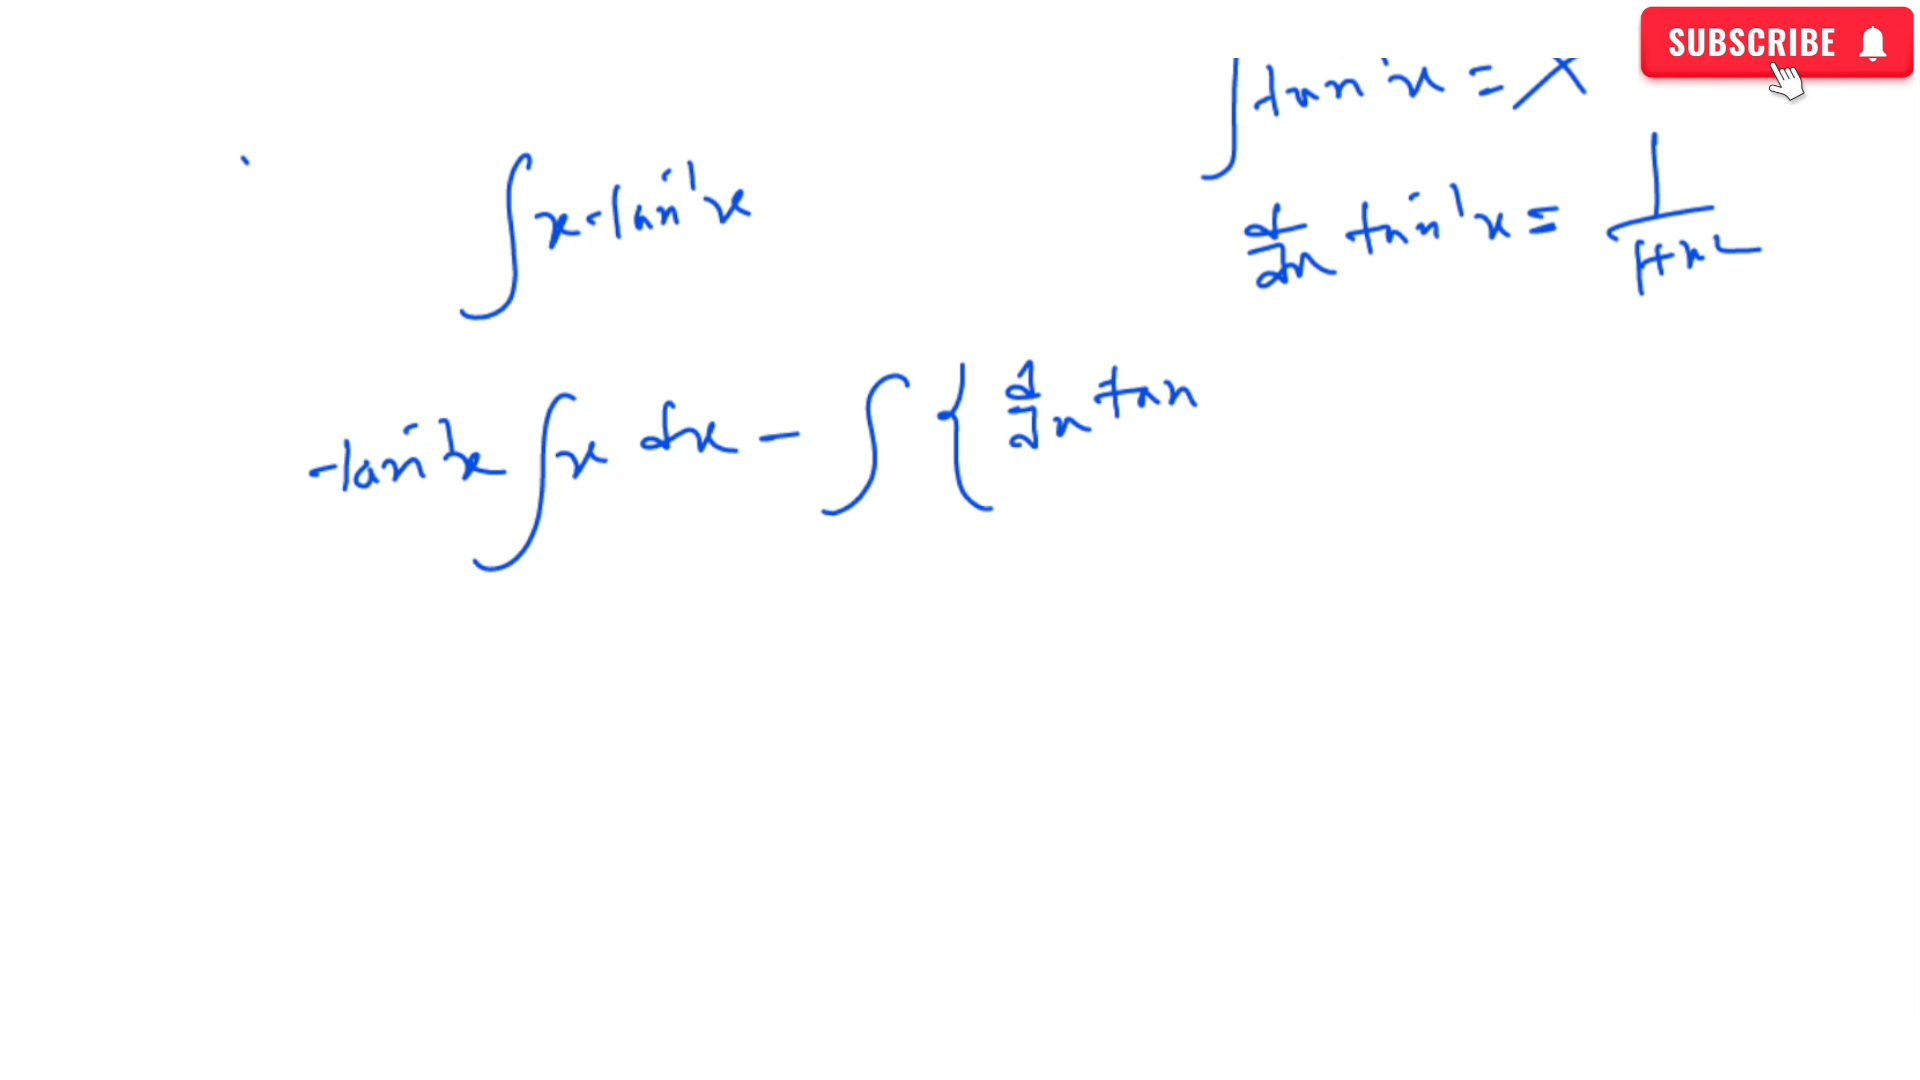 SUBSCRIBE
∫ tan⁻¹x = ×
∫ x tan⁻¹x
d/dx tan⁻¹x = 1/(1+x²)
tan⁻¹x ∫ x dx − ∫ { d/dx tan